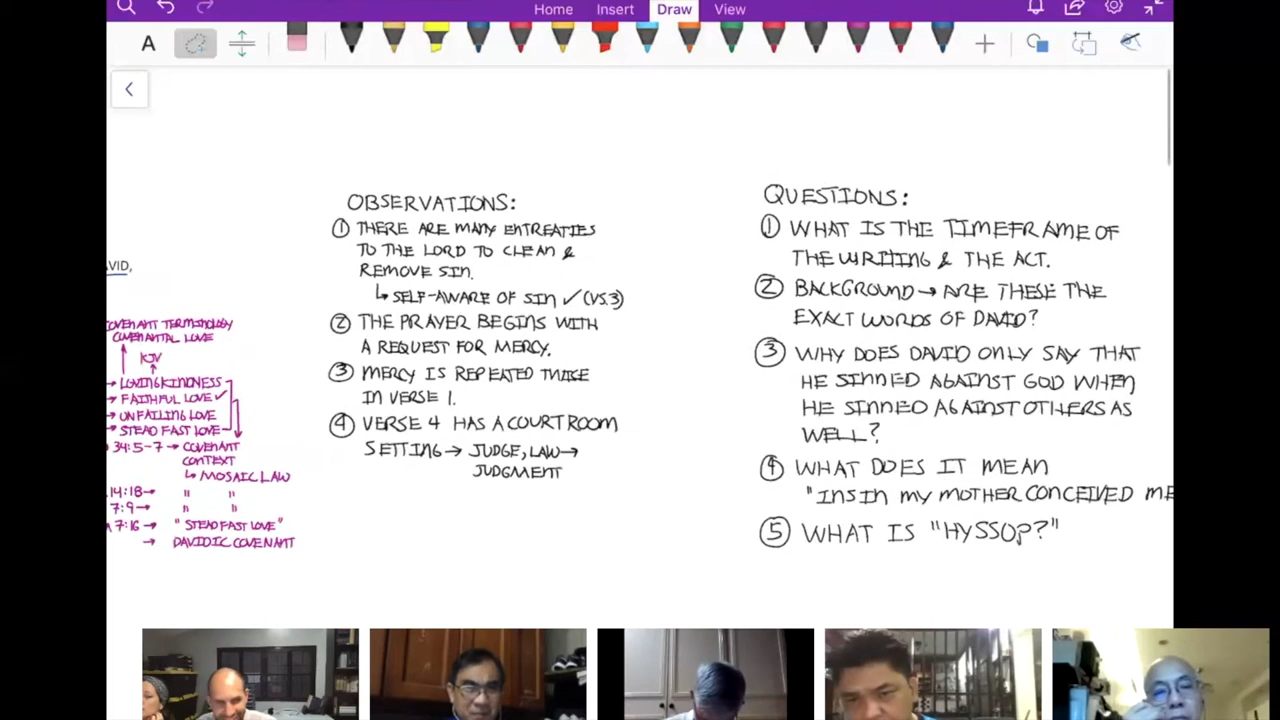 Home Insert Draw View
A
AVID,
COVENANT TERMINOLOGY
COVENANTAL LOVE
KJV
LOVINGKINDNESS
FAITHFUL LOVE ✓
UNFAILING LOVE
STEADFAST LOVE
34:5-7 → COVENANT
CONTEXT
↳ MOSAIC LAW
14:18 → " "
7:9 → " "
7:16 → "STEADFAST LOVE"
→ DAVIDIC COVENANT
OBSERVATIONS:
① THERE ARE MANY ENTREATIES
TO THE LORD TO CLEAN &
REMOVE SIN.
↳ SELF-AWARE OF SIN ✓ (VS.3)
② THE PRAYER BEGINS WITH
A REQUEST FOR MERCY.
③ MERCY IS REPEATED TWICE
IN VERSE 1.
④ VERSE 4 HAS A COURT ROOM
SETTING → JUDGE, LAW →
JUDGMENT
QUESTIONS:
① WHAT IS THE TIMEFRAME OF
THE WRITING & THE ACT.
② BACKGROUND → ARE THESE THE
EXACT WORDS OF DAVID?
③ WHY DOES DAVID ONLY SAY THAT
HE SINNED AGAINST GOD WHEN
HE SINNED AGAINST OTHERS AS
WELL?
④ WHAT DOES IT MEAN
"IN SIN MY MOTHER CONCEIVED ME
⑤ WHAT IS "HYSSOP?"